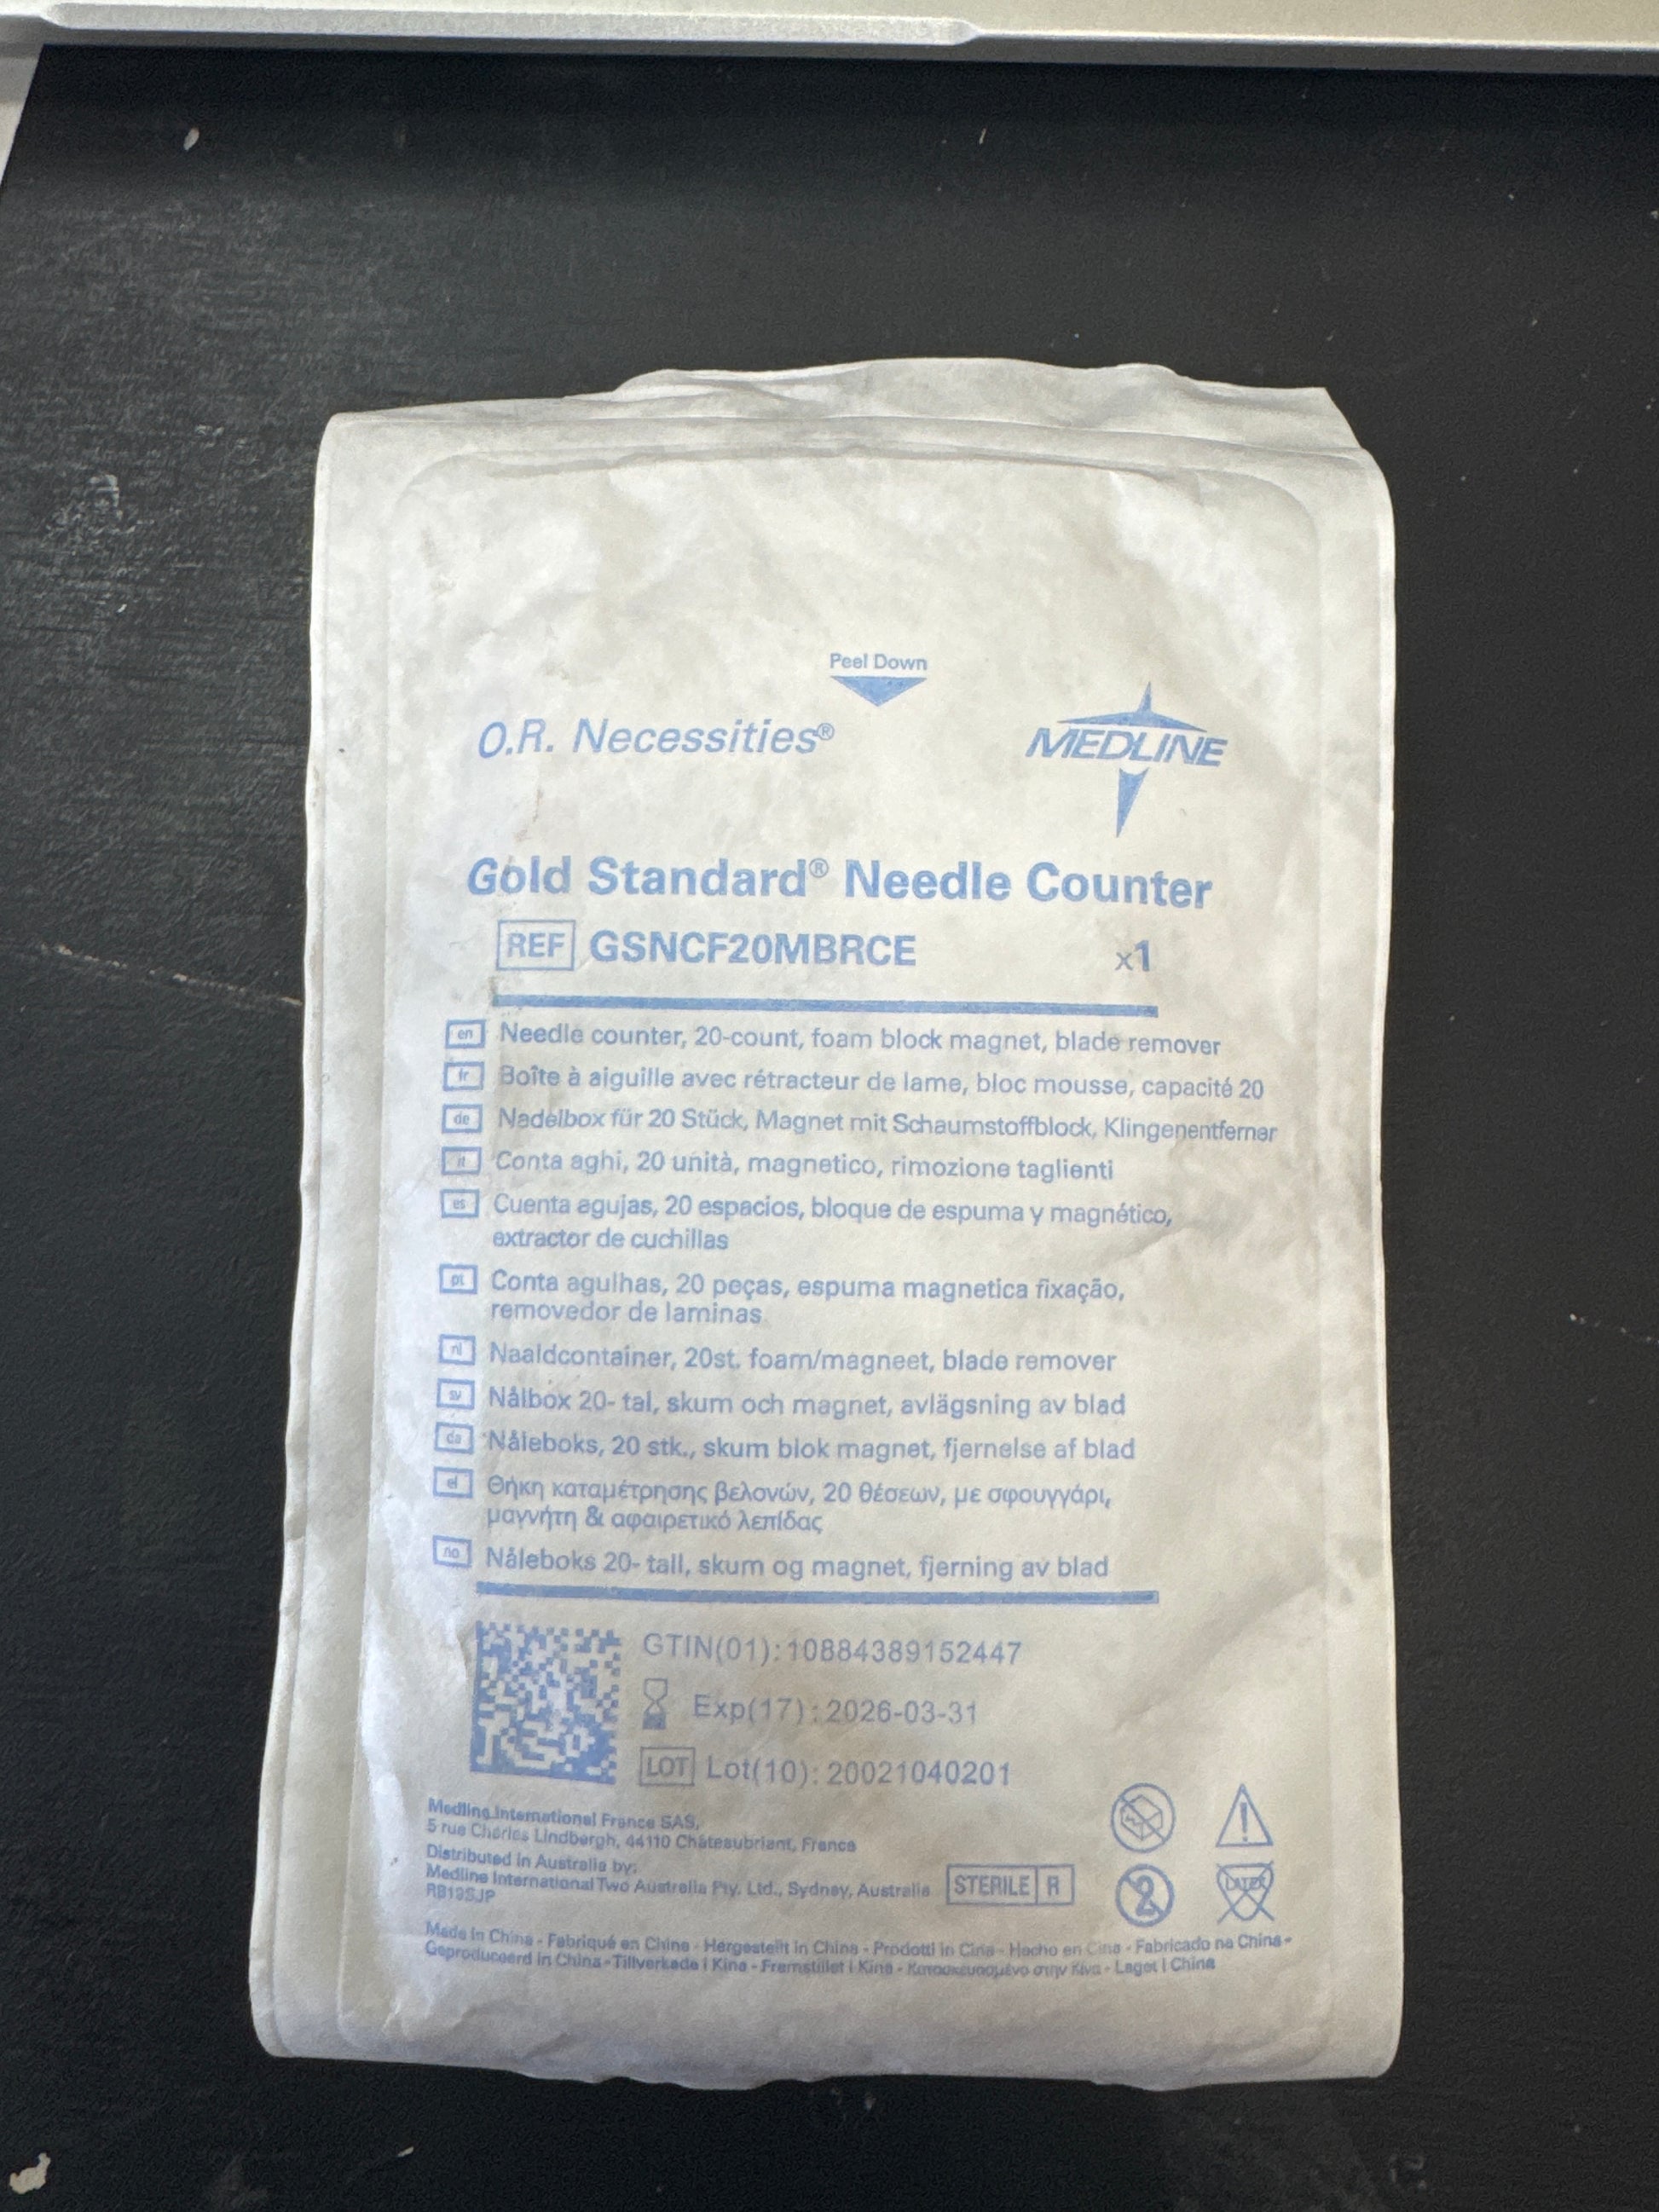 Peel Down
O.R. Necessities®
MEDLINE
Gold Standard® Needle Counter
REF GSNCF20MBRCE x1
en Needle counter, 20-count, foam block magnet, blade remover
fr Boîte à aiguille avec rétracteur de lame, bloc mousse, capacité 20
de Nadelbox für 20 Stück, Magnet mit Schaumstoffblock, Klingenentferner
it Conta aghi, 20 unità, magnetico, rimozione taglienti
es Cuenta agujas, 20 espacios, bloque de espuma y magnético,
extractor de cuchillas
pt Conta agulhas, 20 peças, espuma magnetica fixação,
removedor de laminas
nl Naaldcontainer, 20st. foam/magneet, blade remover
sv Nålbox 20- tal, skum och magnet, avlägsning av blad
da Nåleboks, 20 stk., skum blok magnet, fjernelse af blad
el Θήκη καταμέτρησης βελονών, 20 θέσεων, με σφουγγάρι,
μαγνήτη & αφαιρετικό λεπίδας
no Nåleboks 20- tall, skum og magnet, fjerning av blad
GTIN(01):10884389152447
Exp(17):2026-03-31
LOT Lot(10): 20021040201
Medline International France SAS,
5 rue Charles Lindbergh, 44110 Châteaubriant, France
Distributed in Australia by:
Medline International Two Australia Pty. Ltd., Sydney, Australia
RB19SJP
STERILE R
2
LATEX
Made in China - Fabriqué en Chine - Hergestellt in China - Prodotti in Cina - Hecho en Cina - Fabricado na China -
Geproduceerd in China - Tillverkade i Kina - Fremstillet i Kina - Κατασκευασμένο στην Κίνα - Laget i China